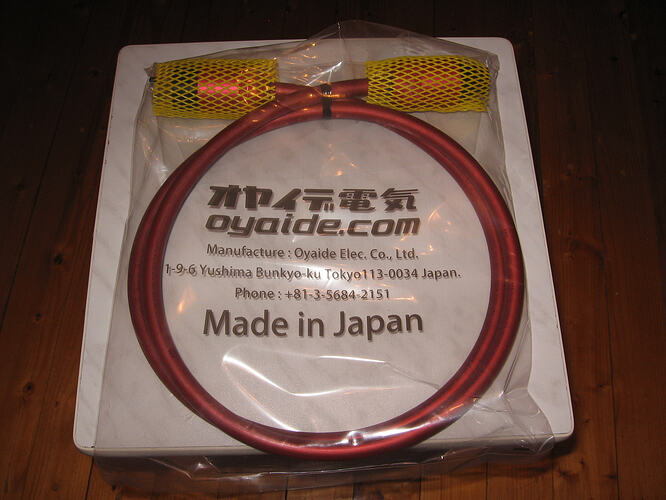 オヤイデ電気
oyaide.com
Manufacture : Oyaide Elec. Co., Ltd.
1-9-6 Yushima Bunkyo-ku Tokyo113-0034 Japan.
Phone : +81-3-5684-2151
Made in Japan